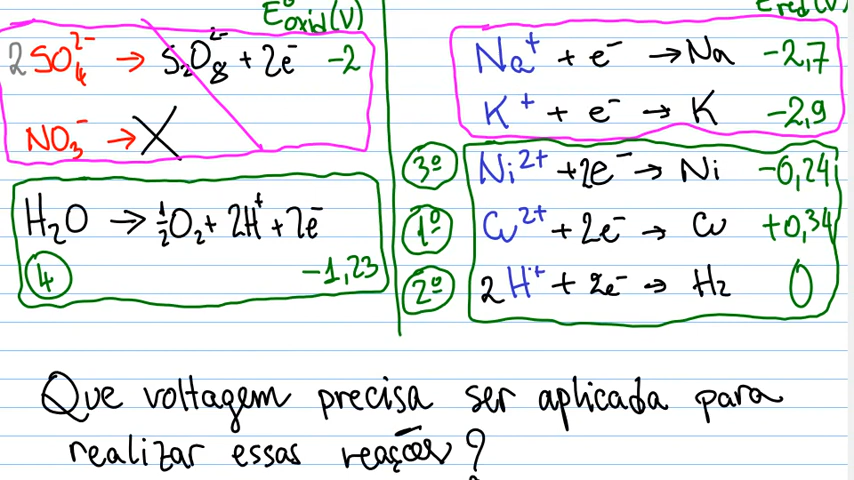 E°oxid (V)
2SO₄²⁻ → S₂O₈²⁻ + 2e⁻ -2
NO₃⁻ →
H₂O → ½O₂ + 2H⁺ + 2e⁻
4 -1,23
Ered (V)
Na⁺ + e⁻ → Na -2,7
K⁺ + e⁻ → K -2,9
3º Ni²⁺ + 2e⁻ → Ni -0,24
1º Cu²⁺ + 2e⁻ → Cu +0,34
2º 2H⁺ + 2e⁻ → H₂ 0
Que voltagem precisa ser aplicada para
realizar essas reações?